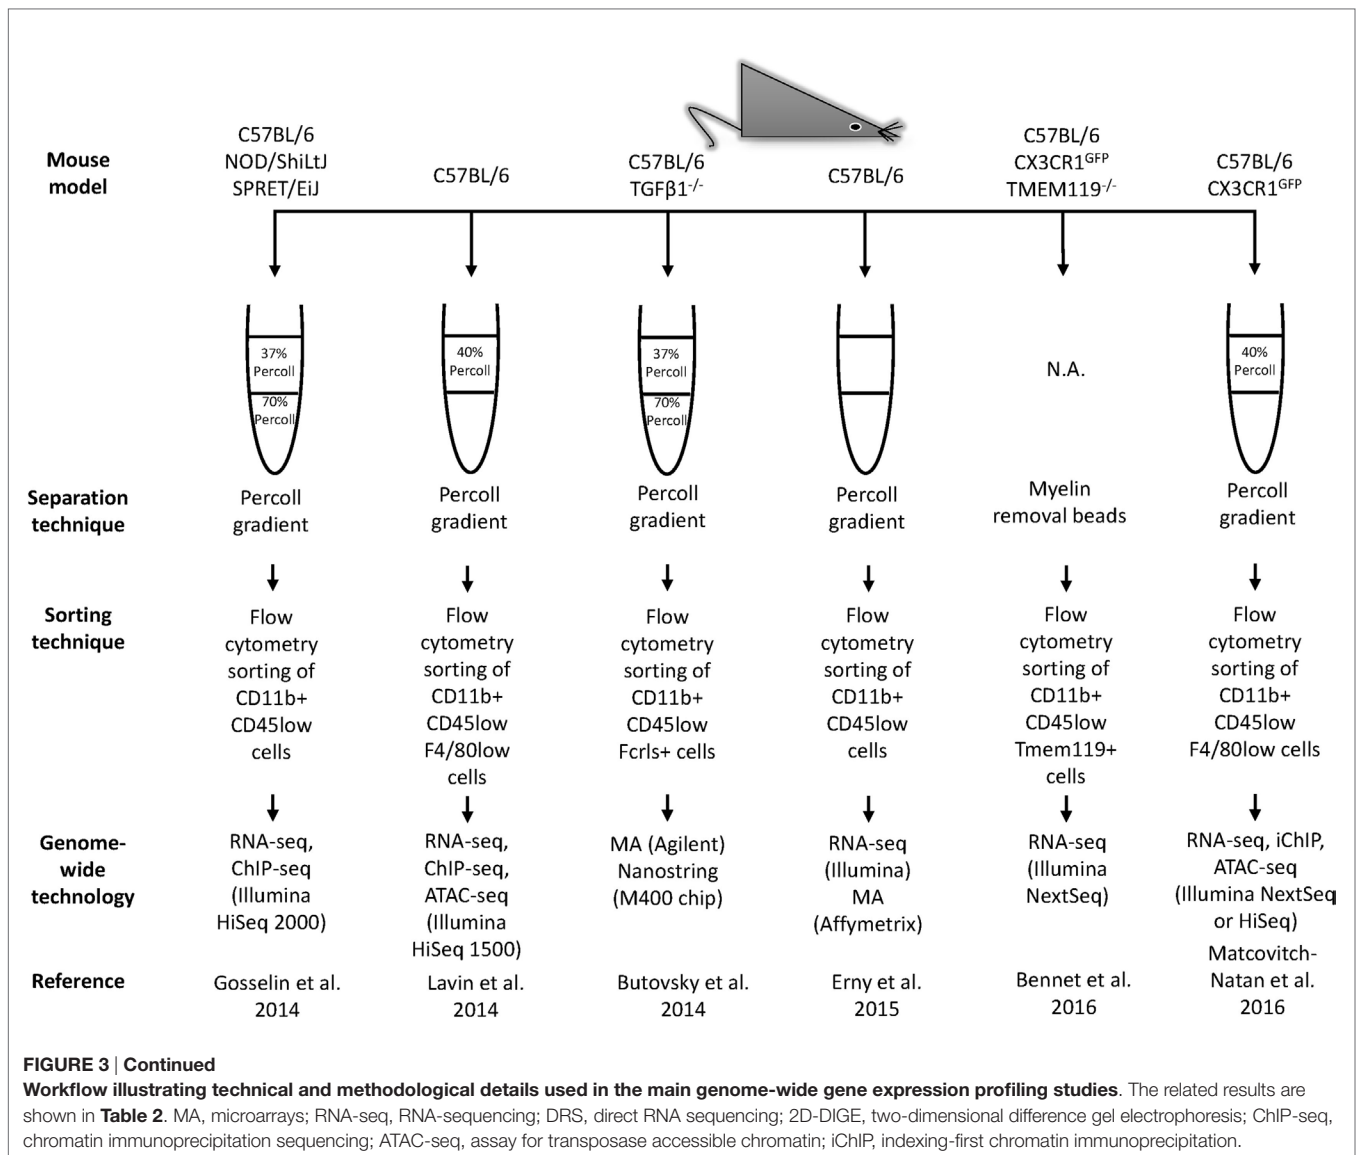 Mouse
model
C57BL/6
NOD/ShiLtJ
SPRET/EiJ
C57BL/6
C57BL/6
TGFβ1-/-
C57BL/6
C57BL/6
CX3CR1GFP
TMEM119-/-
C57BL/6
CX3CR1GFP
37%
Percoll
70%
Percoll
40%
Percoll
37%
Percoll
70%
Percoll
N.A.
40%
Percoll
Separation
technique
Percoll
gradient
Percoll
gradient
Percoll
gradient
Percoll
gradient
Myelin
removal beads
Percoll
gradient
Sorting
technique
Flow
cytometry
sorting of
CD11b+
CD45low
cells
Flow
cytometry
sorting of
CD11b+
CD45low
F4/80low
cells
Flow
cytometry
sorting of
CD11b+
CD45low
Fcrls+ cells
Flow
cytometry
sorting of
CD11b+
CD45low
cells
Flow
cytometry
sorting of
CD11b+
CD45low
Tmem119+
cells
Flow
cytometry
sorting of
CD11b+
CD45low
F4/80low cells
Genome-
wide
technology
RNA-seq,
ChIP-seq
(Illumina
HiSeq 2000)
RNA-seq,
ChIP-seq,
ATAC-seq
(Illumina
HiSeq 1500)
MA (Agilent)
Nanostring
(M400 chip)
RNA-seq
(Illumina)
MA
(Affymetrix)
RNA-seq
(Illumina
NextSeq)
RNA-seq, iChIP,
ATAC-seq
(Illumina NextSeq
or HiSeq)
Reference
Gosselin et al.
2014
Lavin et al.
2014
Butovsky et al.
2014
Erny et al.
2015
Bennet et al.
2016
Matcovitch-
Natan et al.
2016
FIGURE 3 | Continued
Workflow illustrating technical and methodological details used in the main genome-wide gene expression profiling studies. The related results are
shown in Table 2. MA, microarrays; RNA-seq, RNA-sequencing; DRS, direct RNA sequencing; 2D-DIGE, two-dimensional difference gel electrophoresis; ChIP-seq,
chromatin immunoprecipitation sequencing; ATAC-seq, assay for transposase accessible chromatin; iChIP, indexing-first chromatin immunoprecipitation.